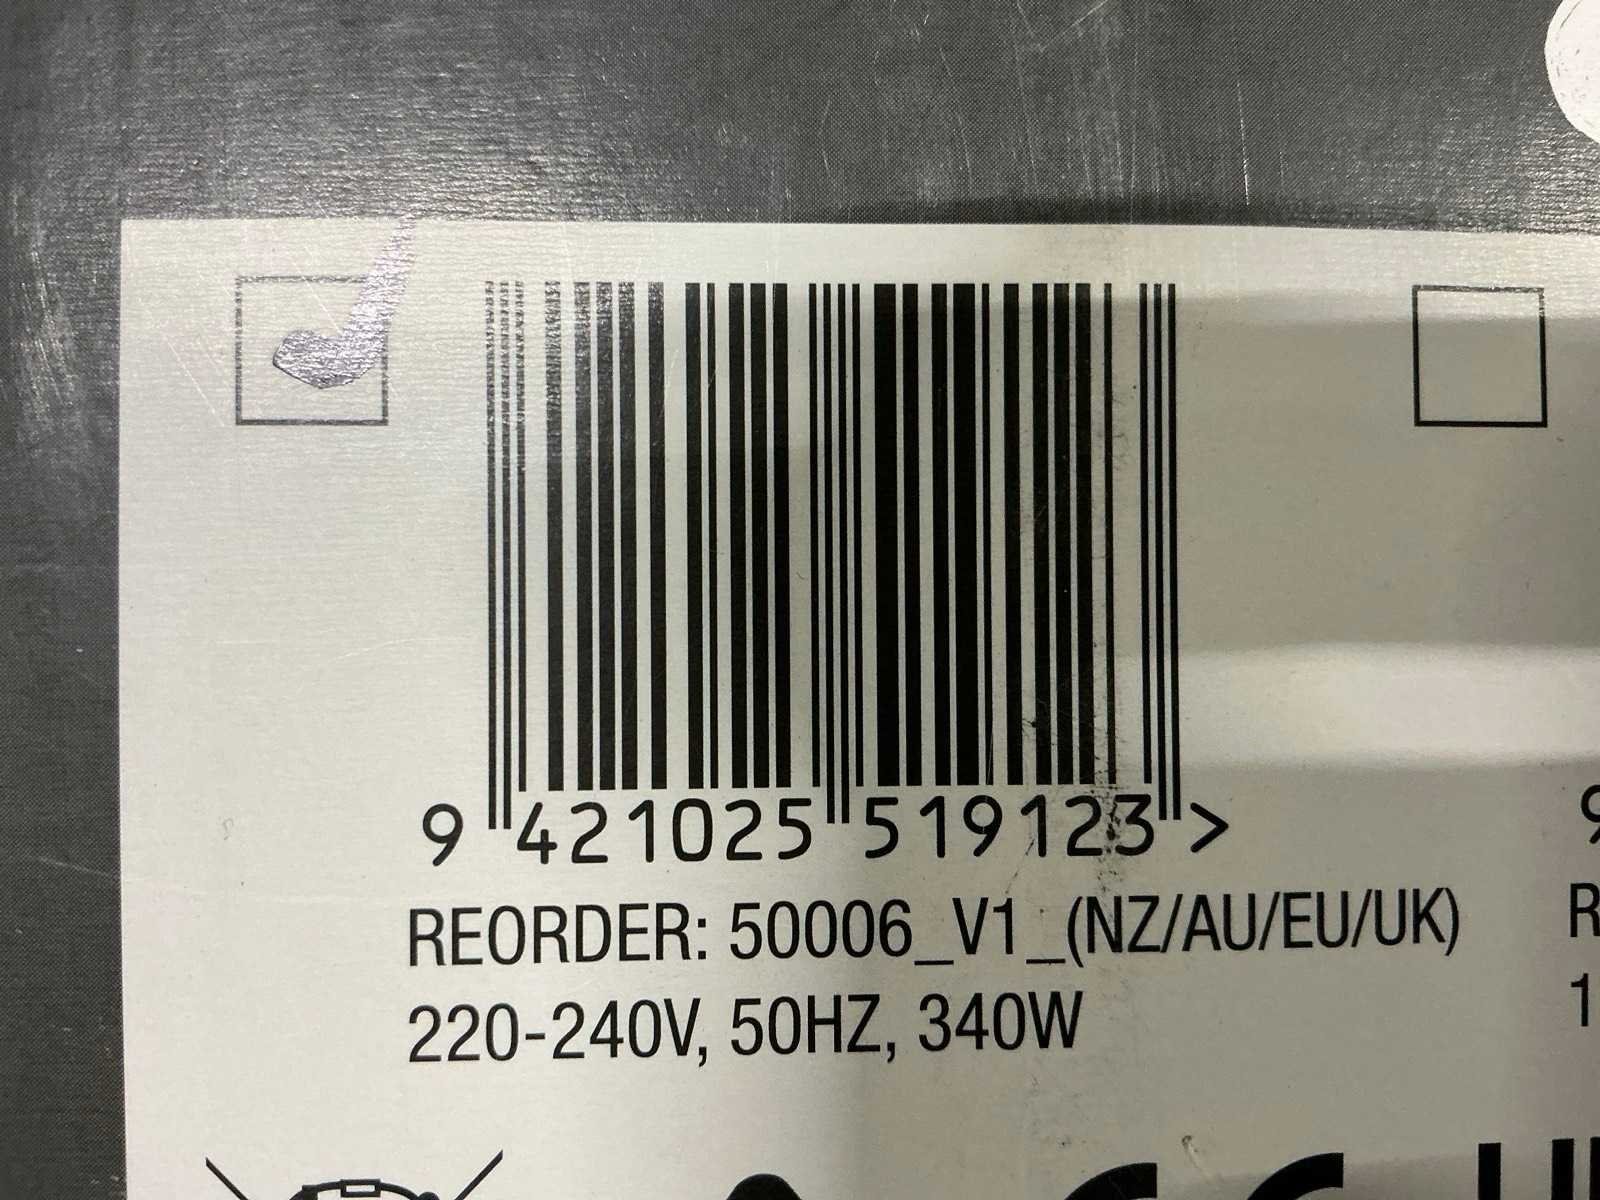 9 421025 519123 >
REORDER: 50006_V1_(NZ/AU/EU/UK)
220-240V, 50HZ, 340W